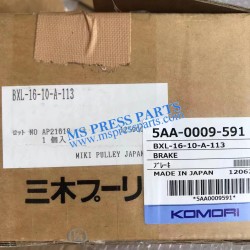 BXL-16-10-A-113
セット NO AP21610
1 個入
MIKI PULLEY JAPAN
三木プーリ
MS PRESS PARTS
5AA-0009-591
BXL-16-10-A-113
BRAKE
ブレーキ
MADE IN JAPAN
*5AA0009591*
KOMORI